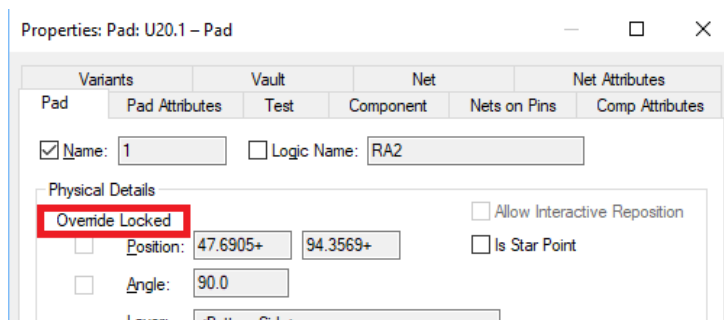 Properties: Pad: U20.1 – Pad
Variants Vault Net Net Attributes
Pad Pad Attributes Test Component Nets on Pins Comp Attributes
Name: 1 Logic Name: RA2
Physical Details
Override Locked Allow Interactive Reposition
Position: 47.6905+ 94.3569+ Is Star Point
Angle: 90.0